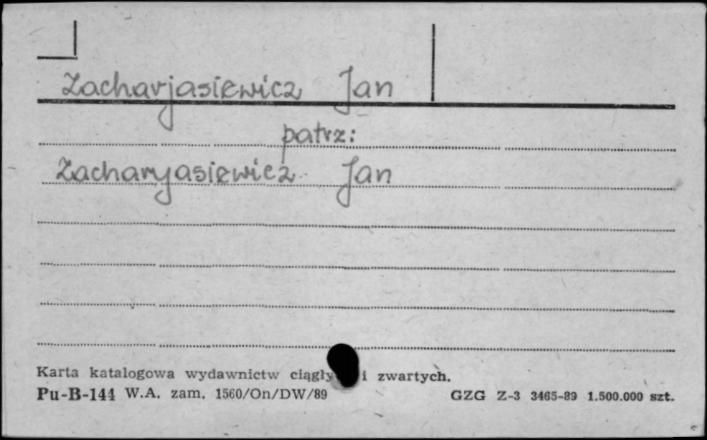 Zacharjasiewicz Jan
patrz:
Zacharyasiewicz Jan
Karta katalogowa wydawnictw i zwartych.
Pu-B-144 W.A. zam. 1560/On/DW/89 GZG Z-3 3465-89 1.500.000 szt.